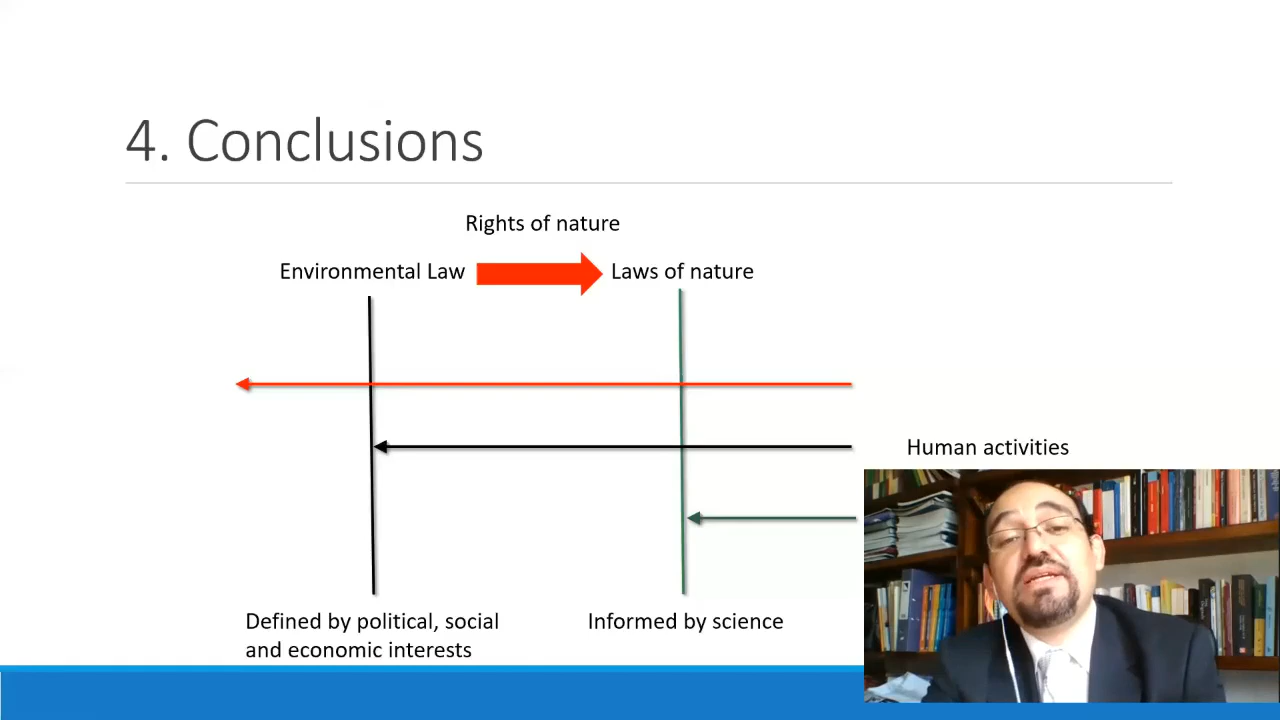 4. Conclusions
Rights of nature
Environmental Law
Laws of nature
Human activities
Defined by political, social
and economic interests
Informed by science